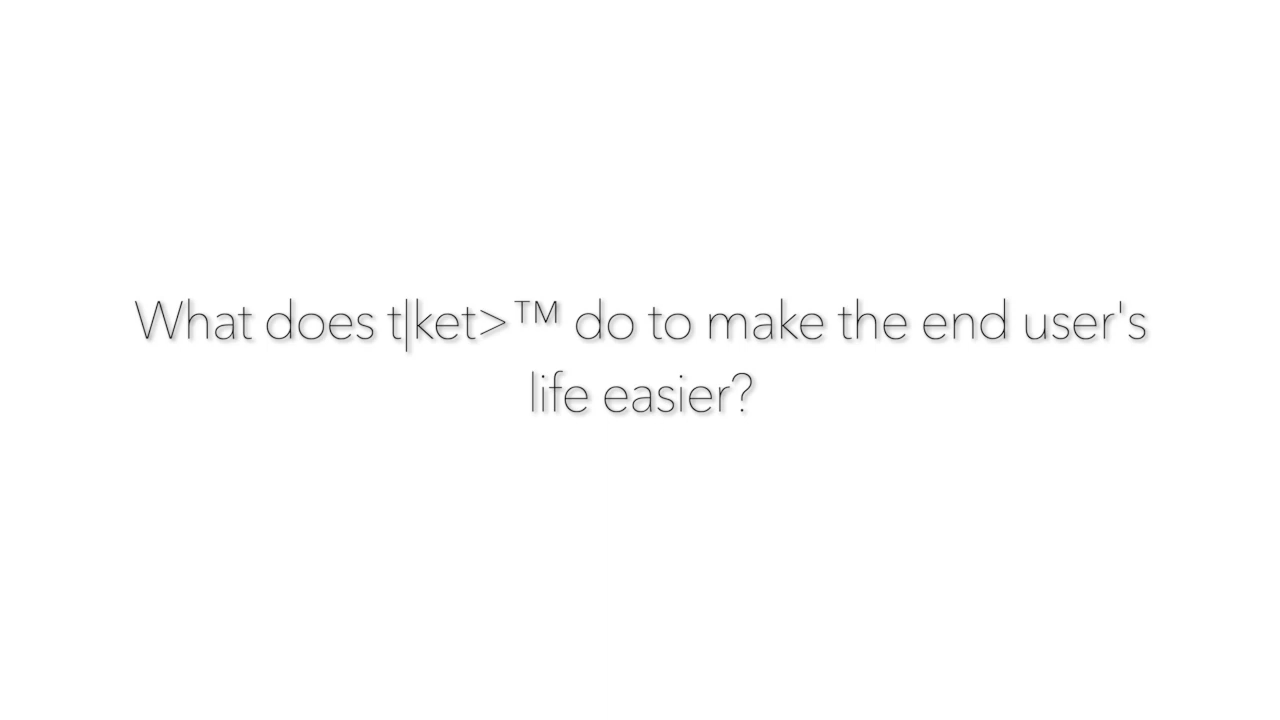 What does t|ket>™ do to make the end user's
life easier?